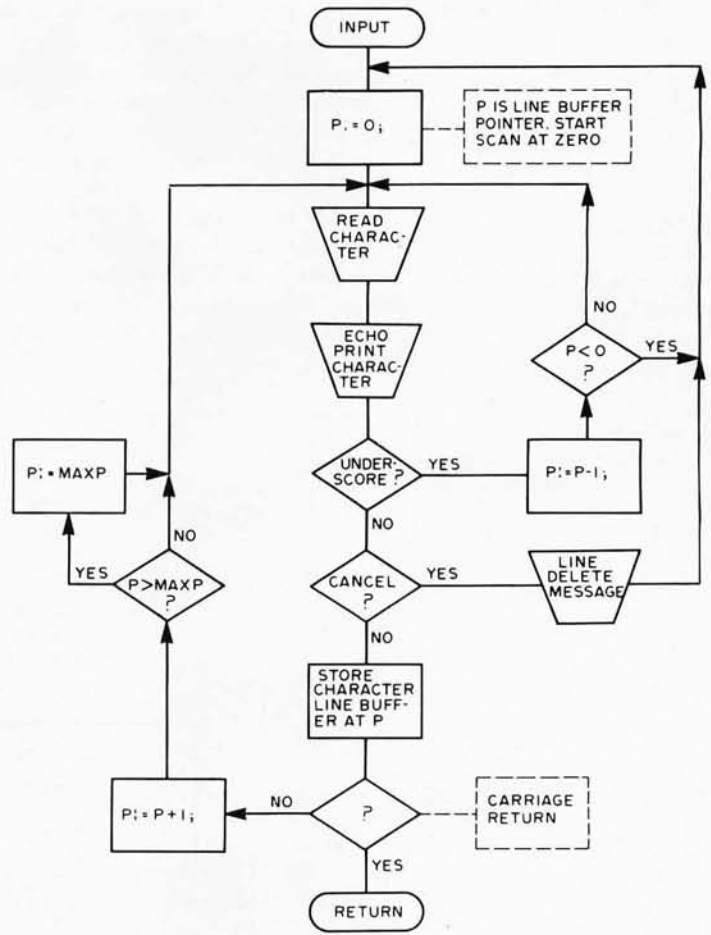 INPUT
P:=0;
P IS LINE BUFFER
POINTER. START
SCAN AT ZERO
READ
CHARAC-
TER
NO
ECHO
PRINT
CHARAC-
TER
P<0
?
YES
P:=MAXP
UNDER-
SCORE ?
YES
P:=P-1;
NO
NO
YES
P>MAXP
?
CANCEL
?
YES
LINE
DELETE
MESSAGE
NO
STORE
CHARACTER
LINE BUFF-
ER AT P
P:=P+1;
NO
?
CARRIAGE
RETURN
YES
RETURN